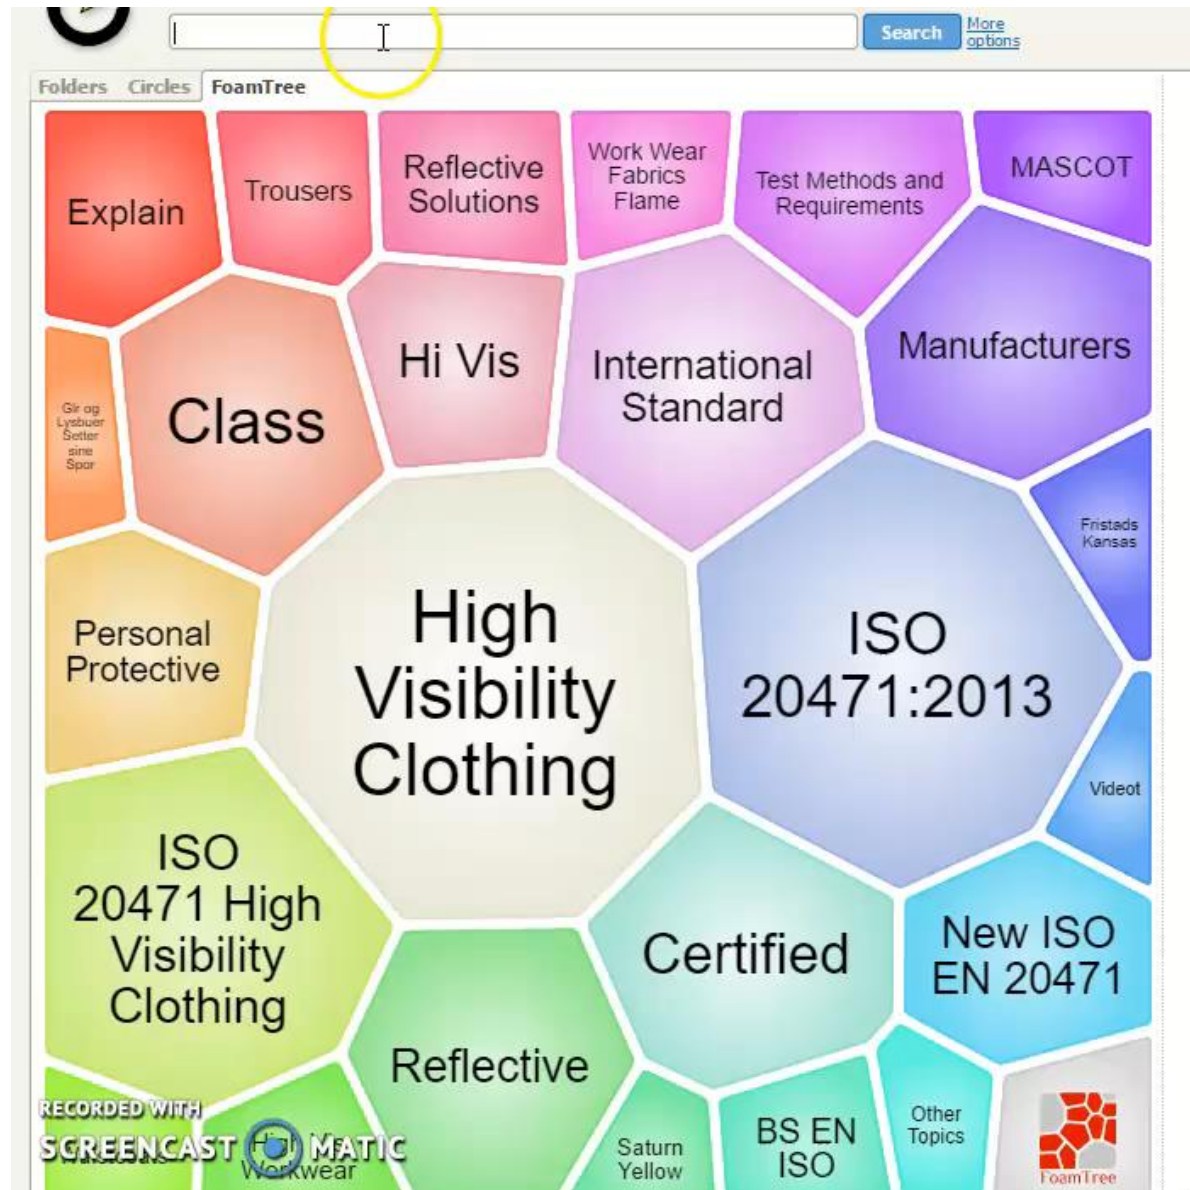 Search
More
options
Folders
Circles
FoamTree
Explain
Trousers
Reflective
Solutions
Work Wear
Fabrics
Flame
Test Methods and
Requirements
MASCOT
Class
Hi Vis
International
Standard
Manufacturers
Gir og
Lysbuer
Setter
sine
Spor
Fristads
Kansas
Personal
Protective
High
Visibility
Clothing
ISO
20471:2013
Videot
ISO
20471 High
Visibility
Clothing
Certified
New ISO
EN 20471
Reflective
Saturn
Yellow
BS EN
ISO
Other
Topics
FoamTree
High Vis
Workwear
RECORDED WITH
SCREENCAST MATIC